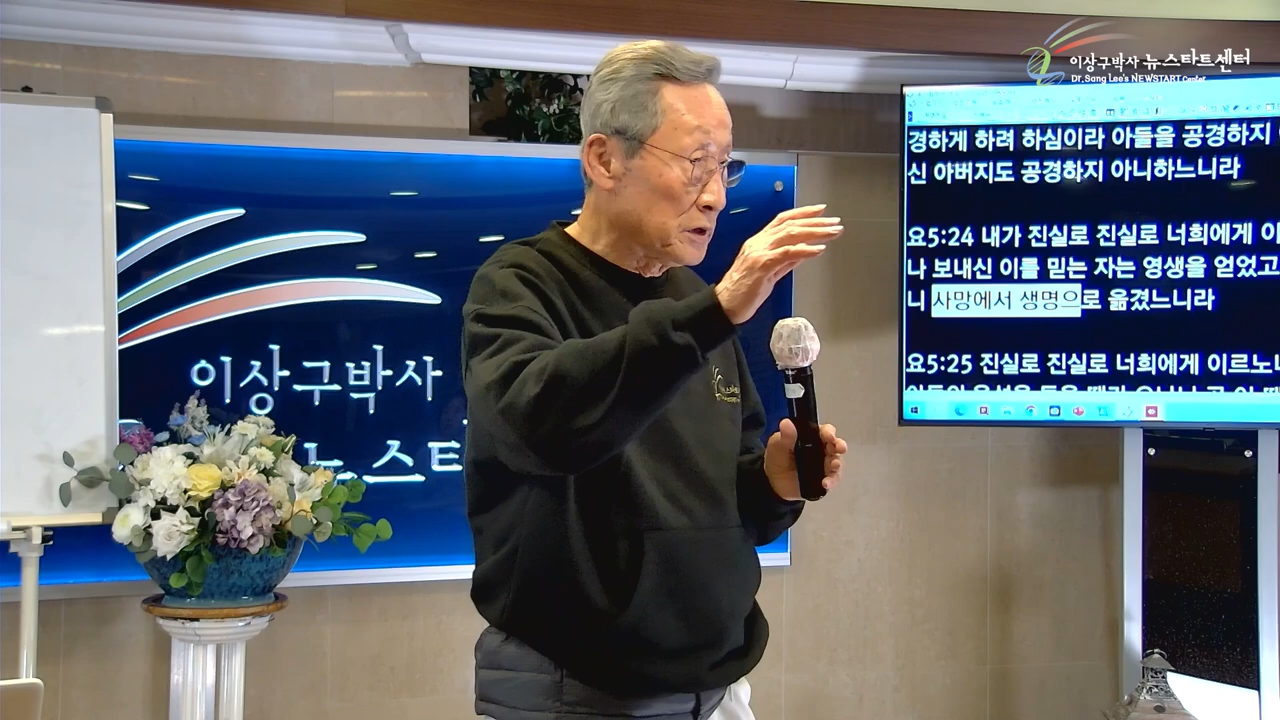 이상구박사 뉴스타트센터
Dr. Sang Lee's NEWSTART Center
경하게 하려 하심이라 아들을 공경하지
신 아버지도 공경하지 아니하느니라
요5:24 내가 진실로 진실로 너희에게 이
나 보내신 이를 믿는 자는 영생을 얻었고
니 사망에서 생명으로 옮겼느니라
요5:25 진실로 진실로 너희에게 이르노니
이상구박사
뉴스타